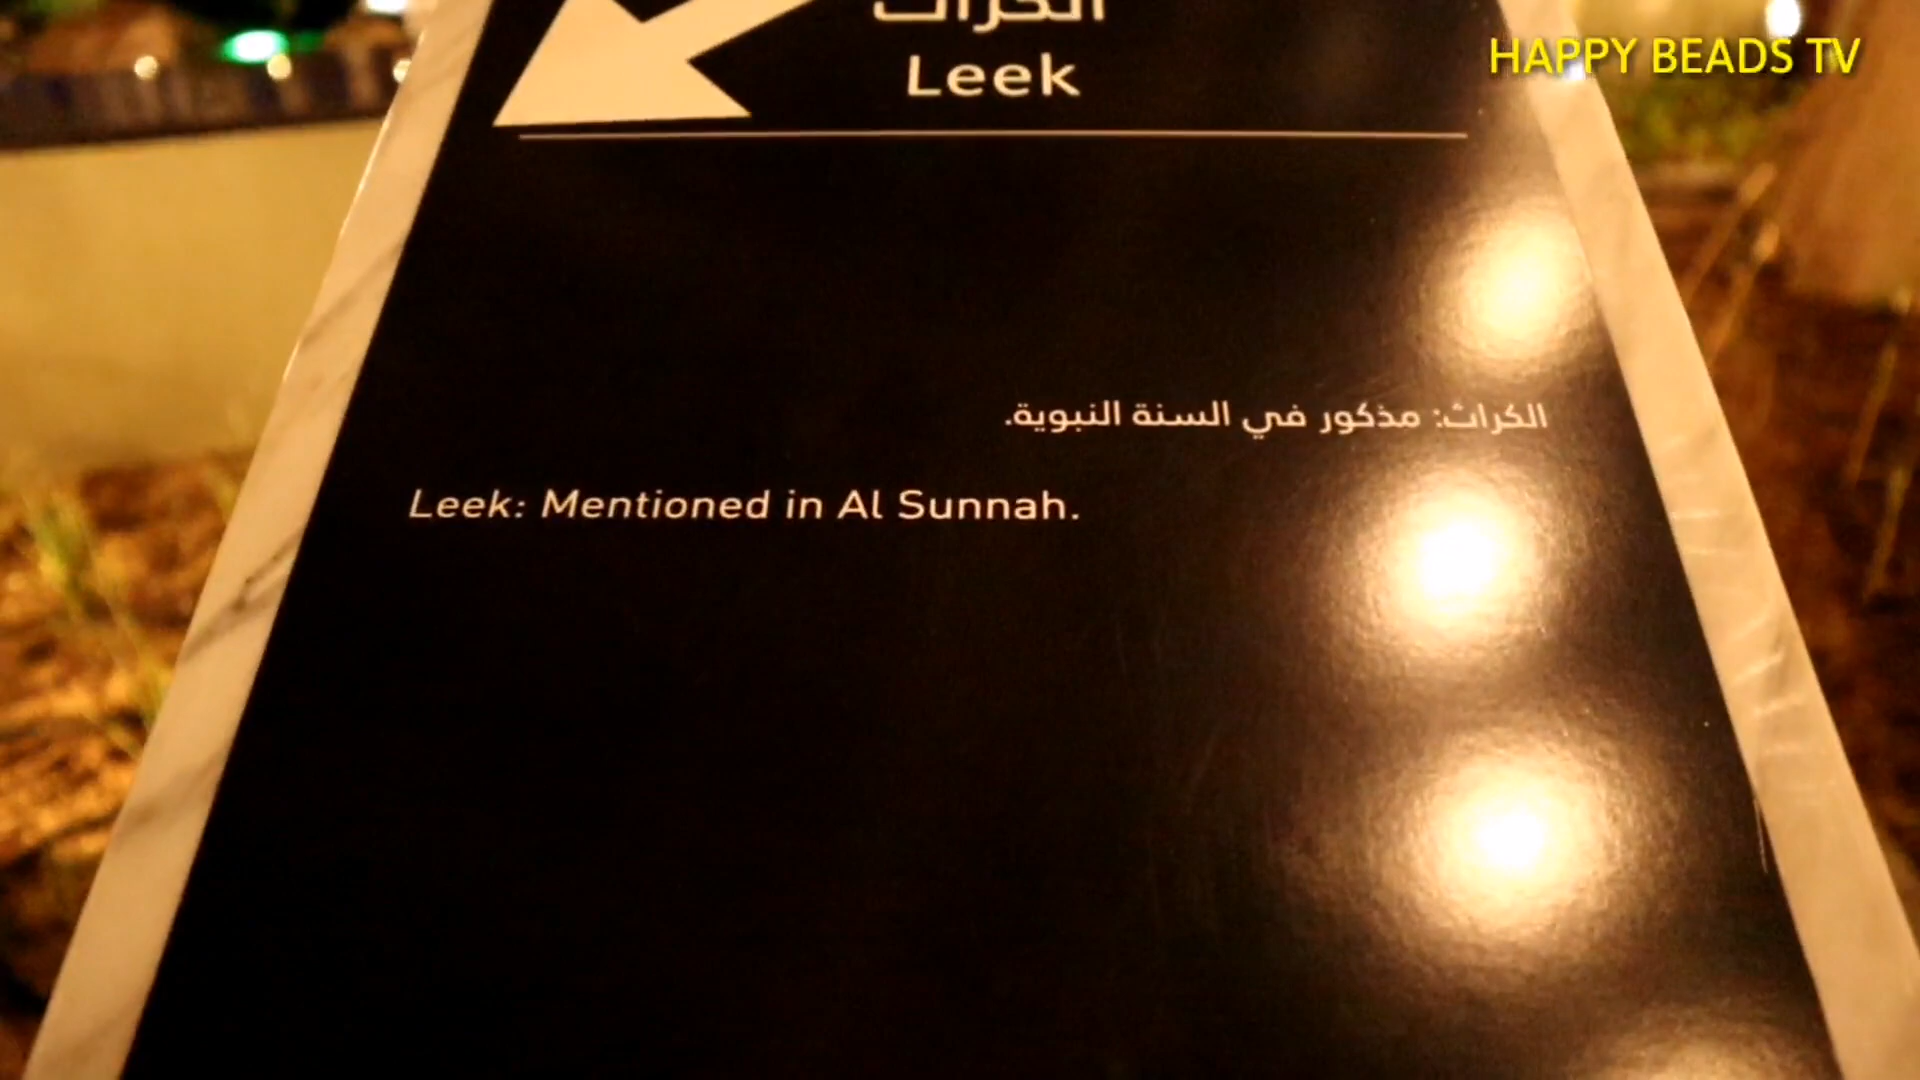 الكراث
Leek
HAPPY BEADS TV
الكراث: مذكور في السنة النبوية.
Leek: Mentioned in Al Sunnah.